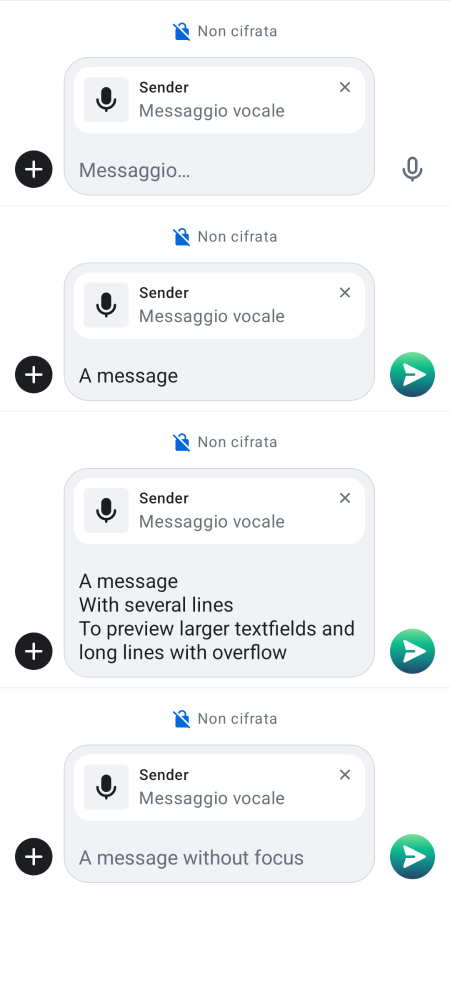 Non cifrata
Sender
Messaggio vocale
Messaggio…
Non cifrata
Sender
Messaggio vocale
A message
Non cifrata
Sender
Messaggio vocale
A message
With several lines
To preview larger textfields and
long lines with overflow
Non cifrata
Sender
Messaggio vocale
A message without focus